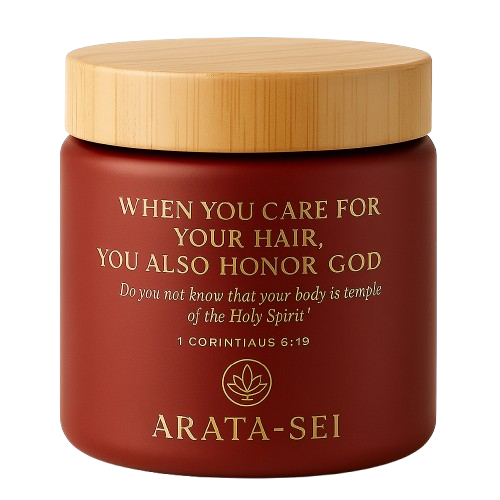 WHEN YOU CARE FOR
YOUR HAIR,
YOU ALSO HONOR GOD
Do you not know that your body is temple
of the Holy Spirit'
1 CORINTIAUS 6:19
ARATA-SEI